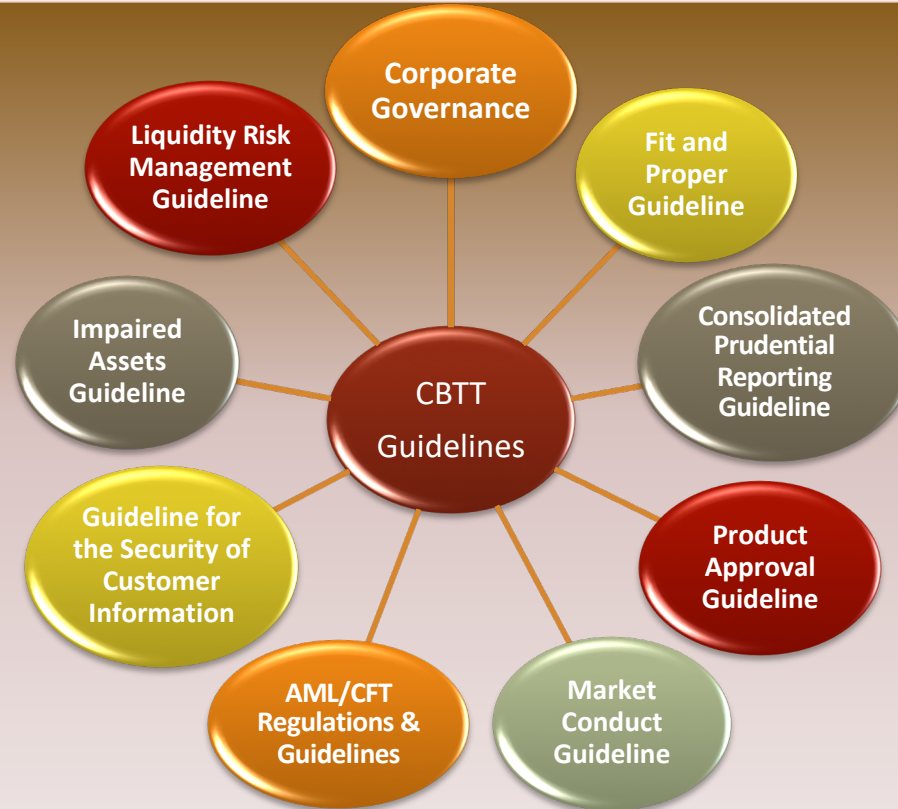 Corporate
Governance
Liquidity Risk
Management
Guideline
Fit and
Proper
Guideline
Impaired
Assets
Guideline
Consolidated
Prudential
Reporting
Guideline
CBTT
Guidelines
Guideline for
the Security of
Customer
Information
Product
Approval
Guideline
AML/CFT
Regulations &
Guidelines
Market
Conduct
Guideline